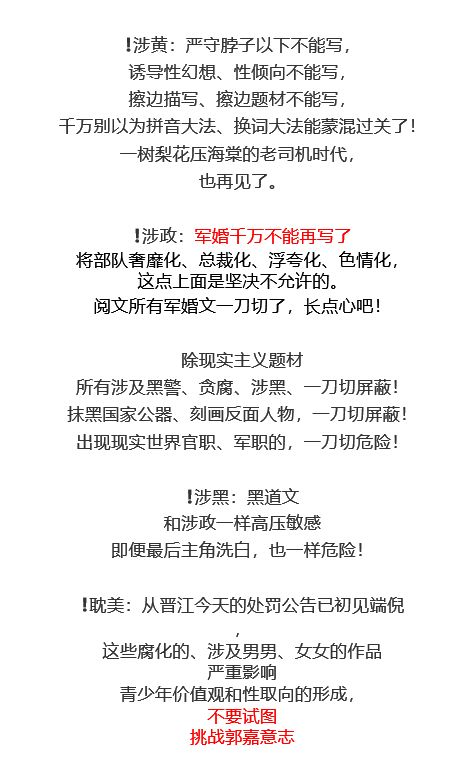 !涉黄：严守脖子以下不能写，
诱导性幻想、性倾向不能写，
擦边描写、擦边题材不能写，
千万别以为拼音大法、换词大法能蒙混过关了！
一树梨花压海棠的老司机时代，
也再见了。
!涉政：军婚千万不能再写了
将部队奢靡化、总裁化、浮夸化、色情化，
这点上面是坚决不允许的。
阅文所有军婚文一刀切了，长点心吧！
除现实主义题材
所有涉及黑警、贪腐、涉黑、一刀切屏蔽！
抹黑国家公器、刻画反面人物，一刀切屏蔽！
出现现实世界官职、军职的，一刀切危险！
!涉黑：黑道文
和涉政一样高压敏感
即便最后主角洗白，也一样危险！
!耽美：从晋江今天的处罚公告已初见端倪
，
这些腐化的、涉及男男、女女的作品
严重影响
青少年价值观和性取向的形成，
不要试图
挑战郭嘉意志